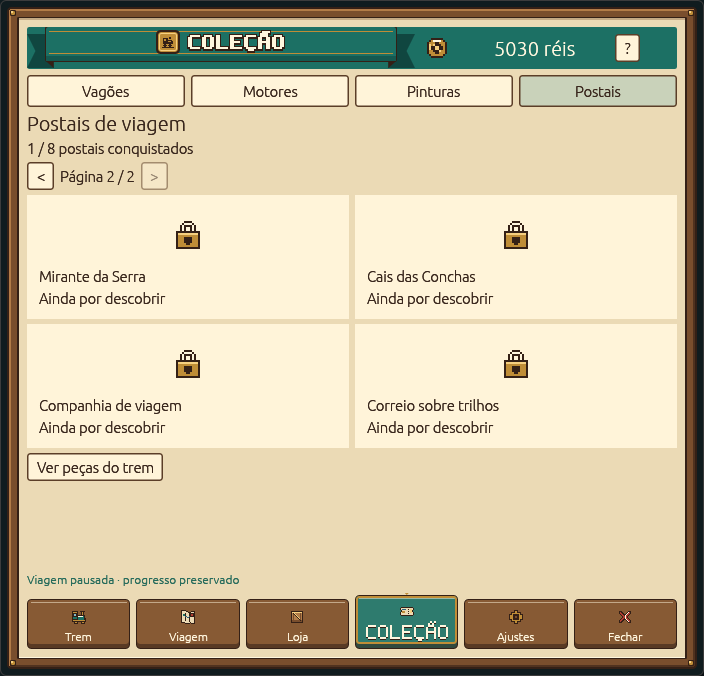 COLEÇÃO
5030 réis
?
Vagões
Motores
Pinturas
Postais
Postais de viagem
1 / 8 postais conquistados
< Página 2 / 2 >
Mirante da Serra
Ainda por descobrir
Cais das Conchas
Ainda por descobrir
Companhia de viagem
Ainda por descobrir
Correio sobre trilhos
Ainda por descobrir
Ver peças do trem
Viagem pausada · progresso preservado
Trem
Viagem
Loja
COLEÇÃO
Ajustes
Fechar